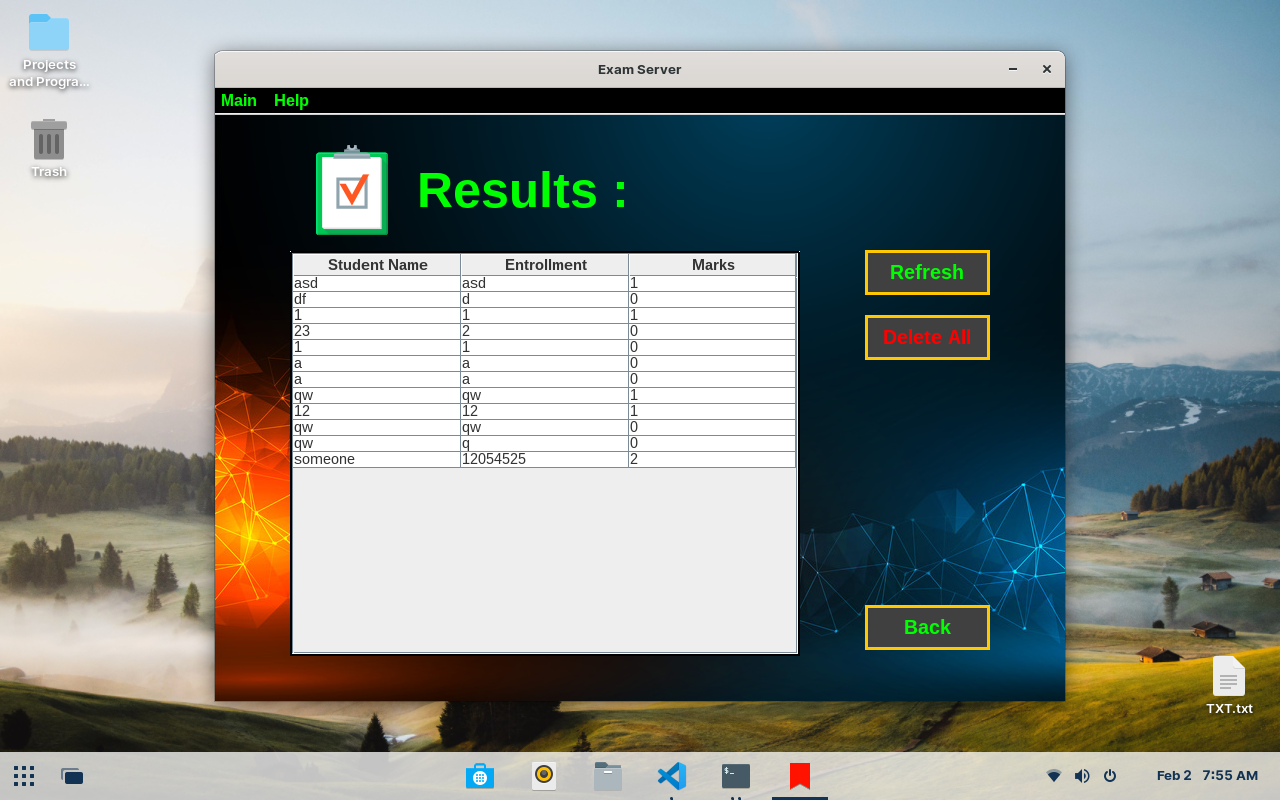 Projects
and Progra...
Trash
Exam Server
Main Help
Results :
Student Name Entrollment Marks
asd asd 1
df d 0
1 1 1
23 2 0
1 1 0
a a 0
a a 0
qw qw 1
12 12 1
qw qw 0
qw q 0
someone 12054525 2
Refresh
Delete All
Back
TXT.txt
$_
Feb 2 7:55 AM